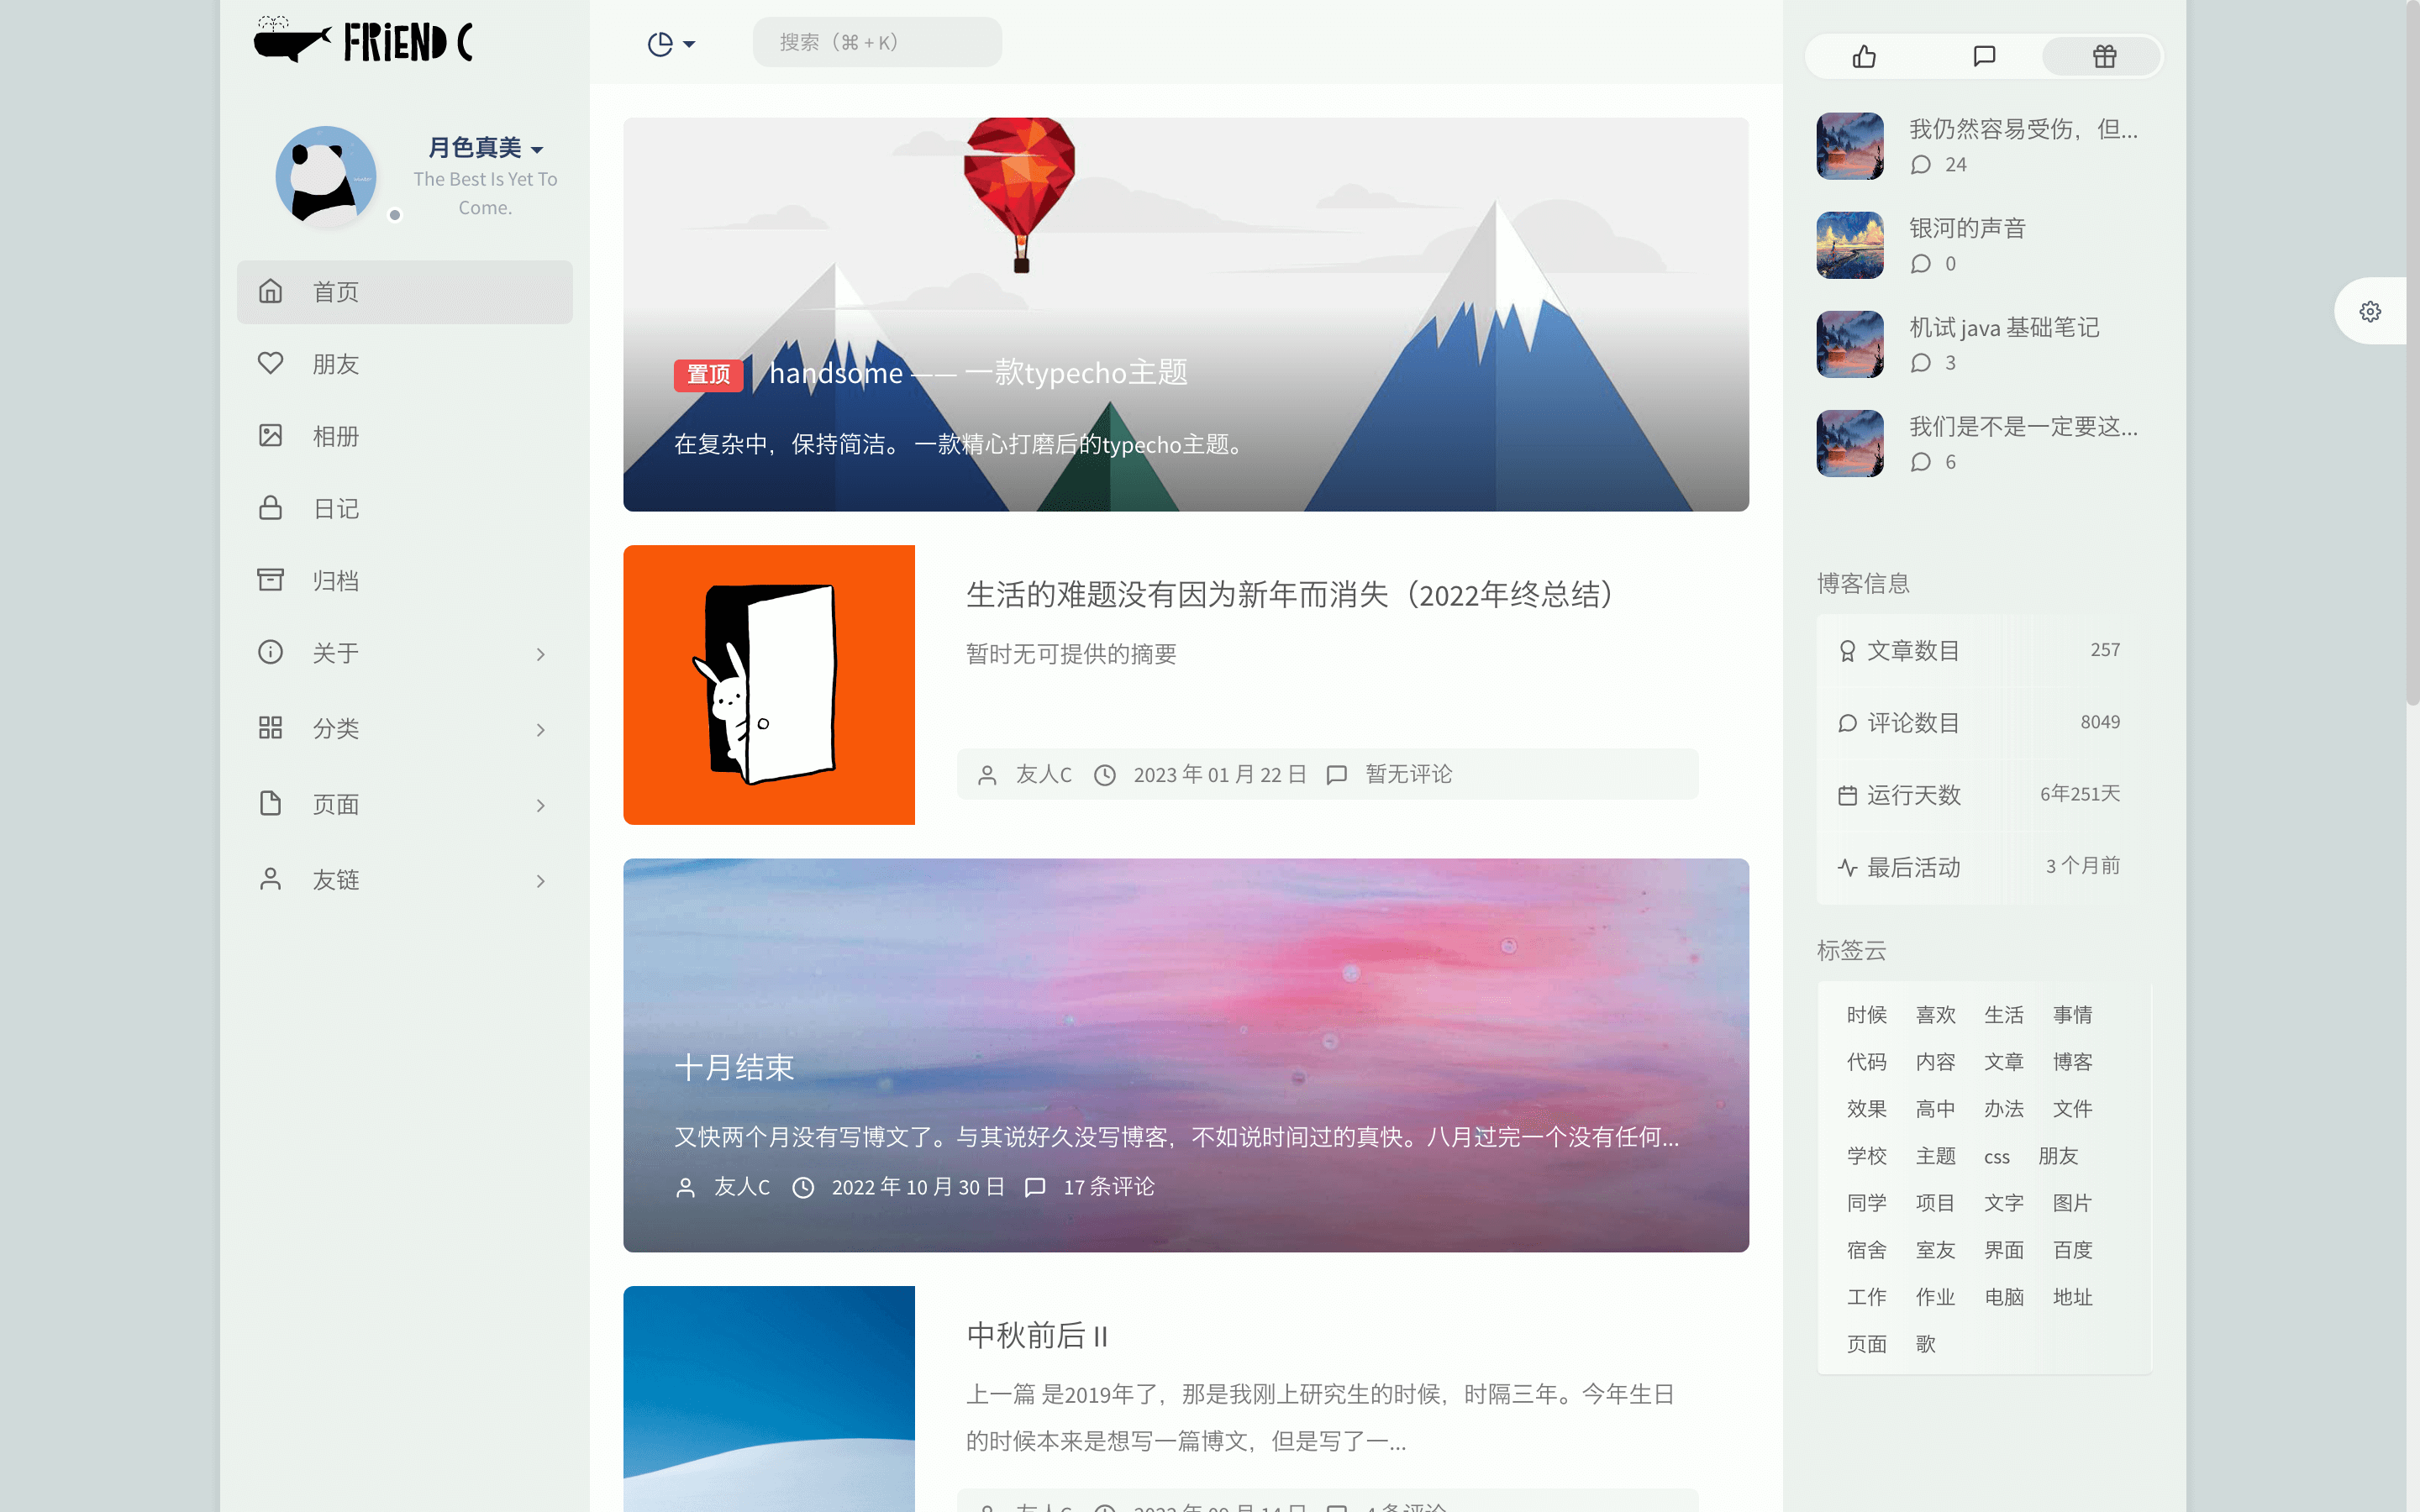 FRiEND C
月色真美
The Best Is Yet To
Come.
首页
朋友
相册
日记
归档
关于
分类
页面
友链
搜索（⌘ + K）
置顶 handsome —— 一款typecho主题
在复杂中，保持简洁。 一款精心打磨后的typecho主题。
生活的难题没有因为新年而消失（2022年终总结）
暂时无可提供的摘要
友人C 2023 年 01 月 22 日 暂无评论
十月结束
又快两个月没有写博文了。与其说好久没写博客，不如说时间过的真快。八月过完一个没有任何...
友人C 2022 年 10 月 30 日 17 条评论
中秋前后 II
上一篇 是2019年了，那是我刚上研究生的时候，时隔三年。今年生日
的时候本来是想写一篇博文，但是写了一...
友人C 2022 年 09 月 14 日 4 条评论
我仍然容易受伤，但...
24
银河的声音
0
机试 java 基础笔记
3
我们是不是一定要这...
6
博客信息
文章数目 257
评论数目 8049
运行天数 6年251天
最后活动 3 个月前
标签云
时候 喜欢 生活 事情
代码 内容 文章 博客
效果 高中 办法 文件
学校 主题 css 朋友
同学 项目 文字 图片
宿舍 室友 界面 百度
工作 作业 电脑 地址
页面 歌